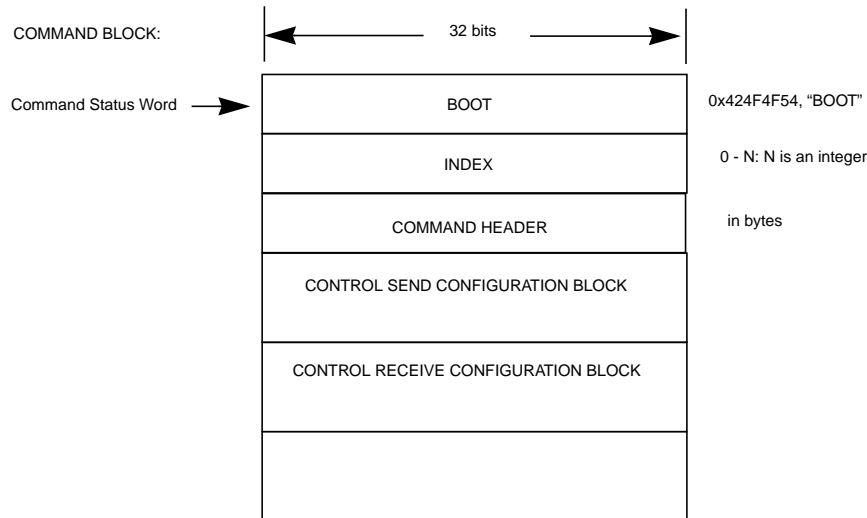 COMMAND BLOCK:
32 bits
Command Status Word
BOOT
0x424F4F54, “BOOT”
INDEX
0 - N: N is an integer
COMMAND HEADER
in bytes
CONTROL SEND CONFIGURATION BLOCK
CONTROL RECEIVE CONFIGURATION BLOCK